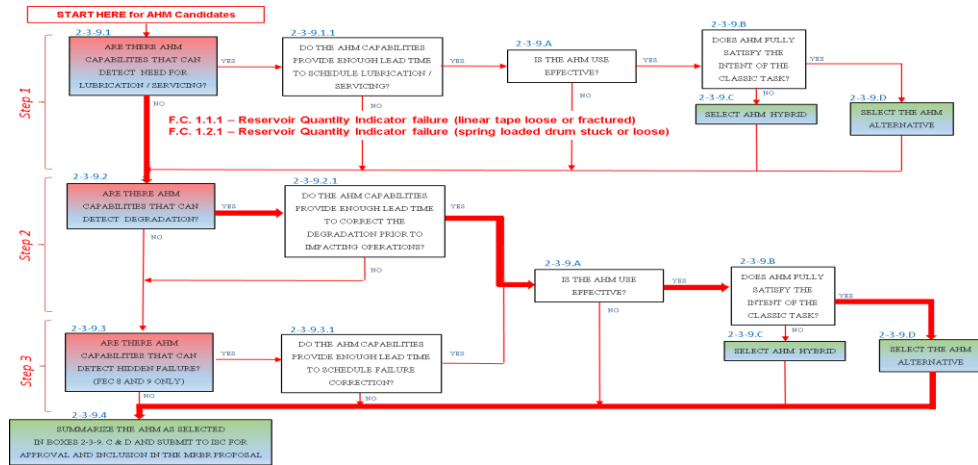 START HERE for AHM Candidates
Step 1
2-3-9.1
ARE THERE AHM
CAPABILITIES THAT CAN
DETECT NEED FOR
LUBRICATION / SERVICING?
YES
NO
2-3-9.1.1
DO THE AHM CAPABILITIES
PROVIDE ENOUGH LEAD TIME
TO SCHEDULE LUBRICATION /
SERVICING?
YES
NO
2-3-9.A
IS THE AHM USE
EFFECTIVE?
YES
NO
2-3-9.B
DOES AHM FULLY
SATISFY THE
INTENT OF THE
CLASSIC TASK?
YES
NO
2-3-9.C
SELECT AHM HYBRID
2-3-9.D
SELECT THE AHM
ALTERNATIVE
F.C. 1.1.1 – Reservoir Quantity Indicator failure (linear tape loose or fractured)
F.C. 1.2.1 – Reservoir Quantity Indicator failure (spring loaded drum stuck or loose)
Step 2
2-3-9.2
ARE THERE AHM
CAPABILITIES THAT CAN
DETECT DEGRADATION?
YES
NO
2-3-9.2.1
DO THE AHM CAPABILITIES
PROVIDE ENOUGH LEAD TIME
TO CORRECT THE
DEGRADATION PRIOR TO
IMPACTING OPERATIONS?
YES
NO
2-3-9.A
IS THE AHM USE
EFFECTIVE?
YES
NO
2-3-9.B
DOES AHM FULLY
SATISFY THE
INTENT OF THE
CLASSIC TASK?
YES
NO
2-3-9.C
SELECT AHM HYBRID
2-3-9.D
SELECT THE AHM
ALTERNATIVE
Step 3
2-3-9.3
ARE THERE AHM
CAPABILITIES THAT CAN
DETECT HIDDEN FAILURE?
(FEC 8 AND 9 ONLY)
YES
NO
2-3-9.3.1
DO THE AHM CAPABILITIES
PROVIDE ENOUGH LEAD TIME
TO SCHEDULE FAILURE
CORRECTION?
YES
NO
2-3-9.4
SUMMARIZE THE AHM AS SELECTED
IN BOXES 2-3-9. C & D AND SUBMIT TO ISC FOR
APPROVAL AND INCLUSION IN THE MRBR PROPOSAL